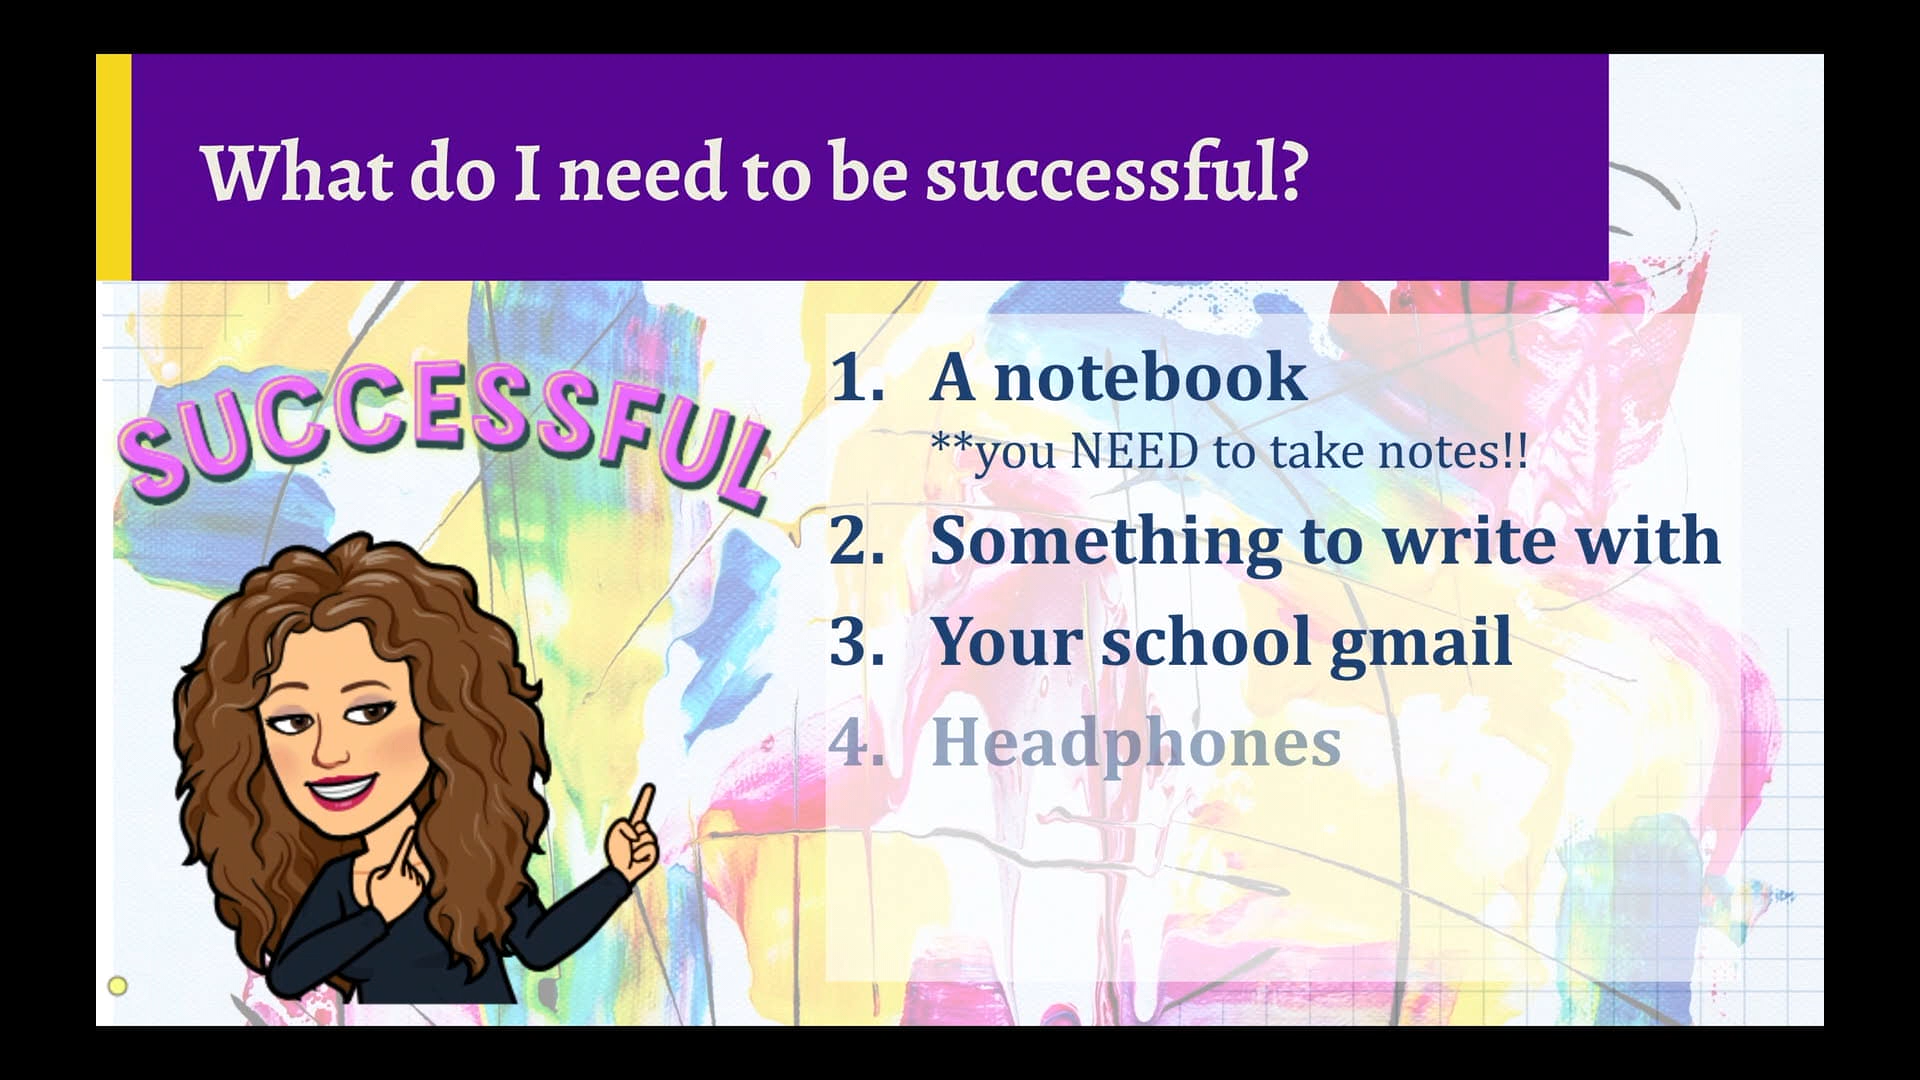 What do I need to be successful?
SUCCESSFUL
1. A notebook
**you NEED to take notes!!
2. Something to write with
3. Your school gmail
4. Headphones